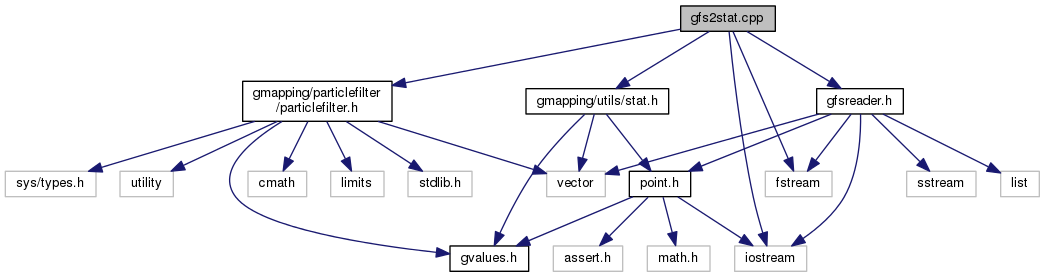 gfs2stat.cpp
gmapping/particlefilter
/particlefilter.h
gmapping/utils/stat.h
gfsreader.h
sys/types.h
utility
cmath
limits
stdlib.h
vector
point.h
fstream
sstream
list
gvalues.h
assert.h
math.h
iostream